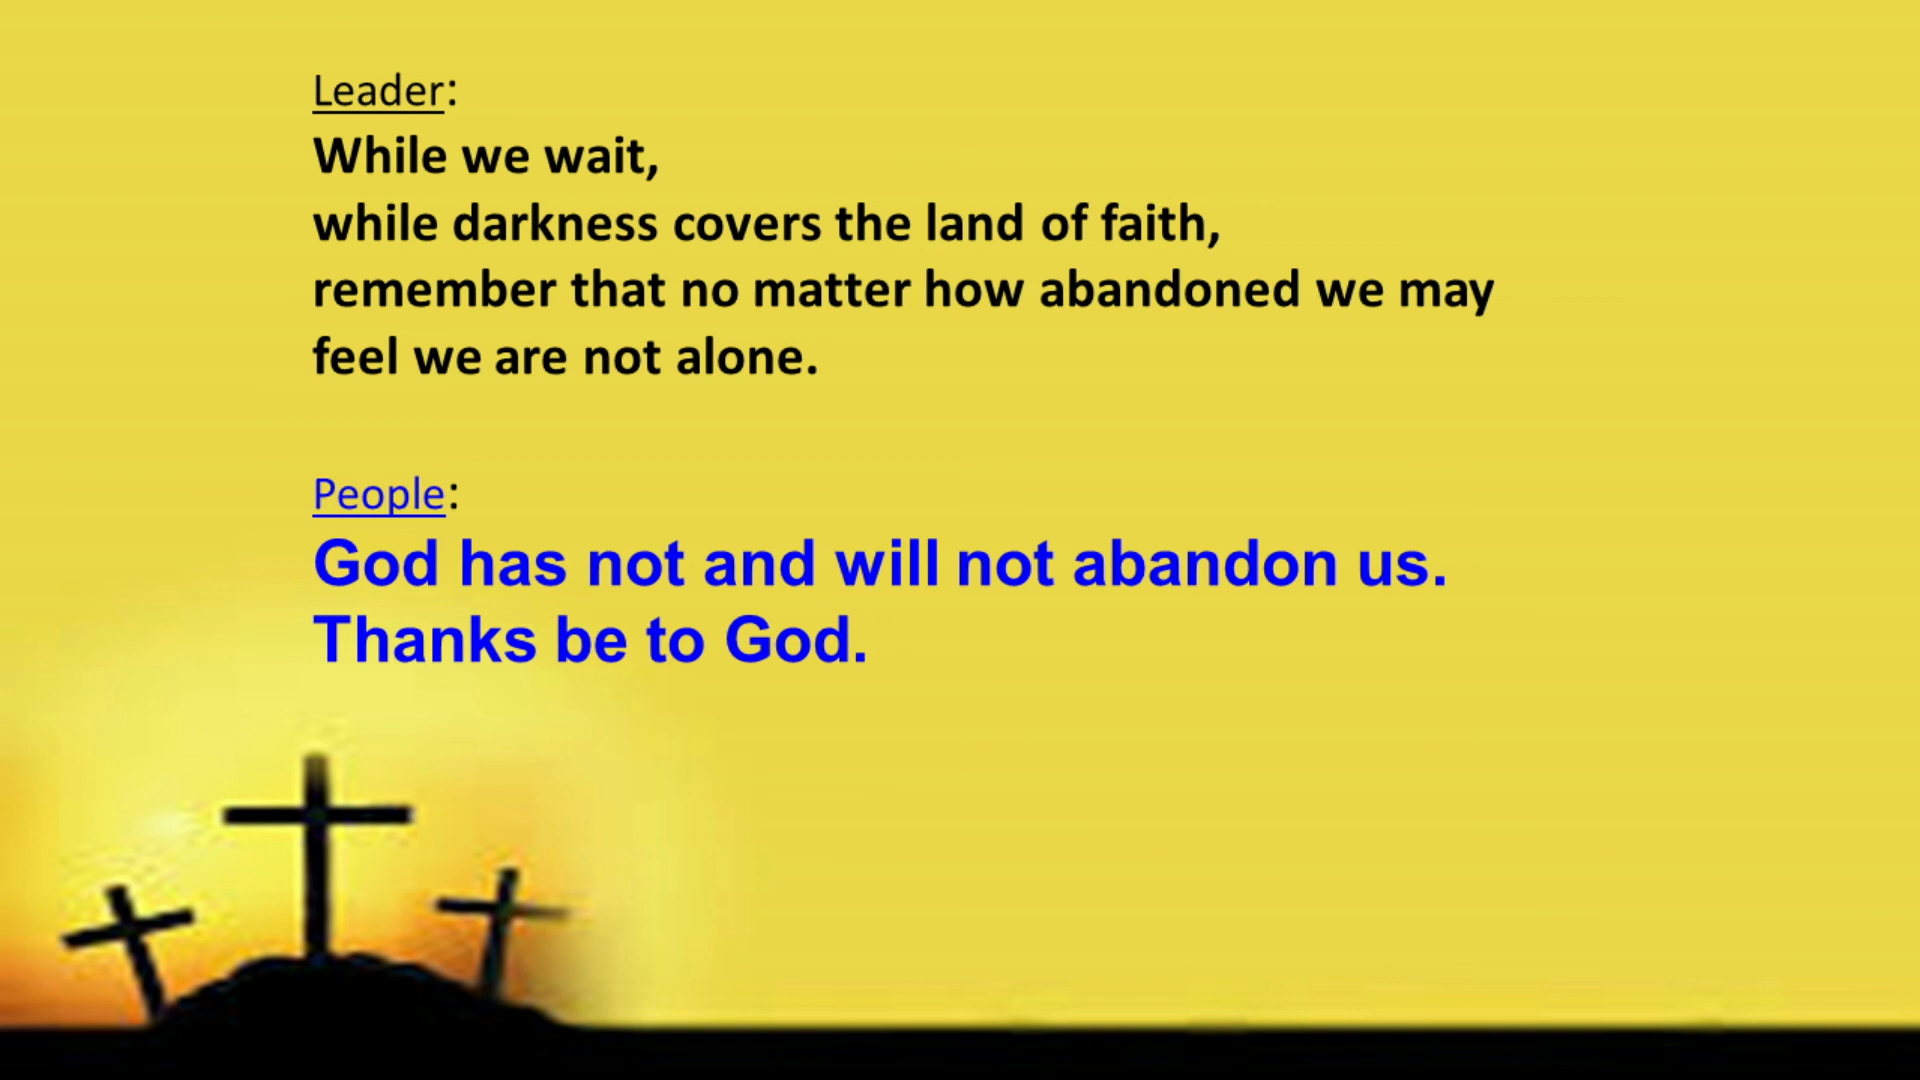 Leader:
While we wait,
while darkness covers the land of faith,
remember that no matter how abandoned we may
feel we are not alone.
People:
God has not and will not abandon us.
Thanks be to God.